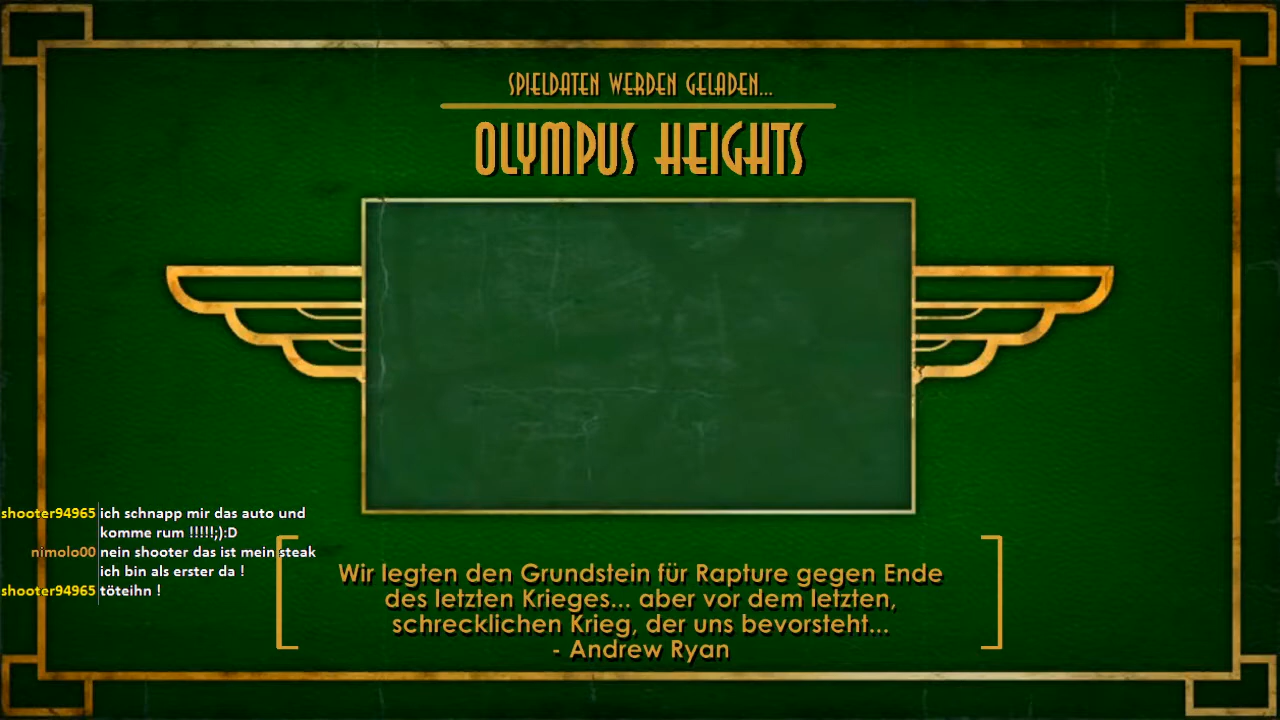 SPIELDATEN WERDEN GELADEN...
OLYMPUS HEIGHTS
shooter94965 ich schnapp mir das auto und
komme rum !!!!!;):D
nimolo00 nein shooter das ist mein steak
ich bin als erster da !
shooter94965 töteihn !
Wir legten den Grundstein für Rapture gegen Ende
des letzten Krieges... aber vor dem letzten,
schrecklichen Krieg, der uns bevorsteht...
- Andrew Ryan